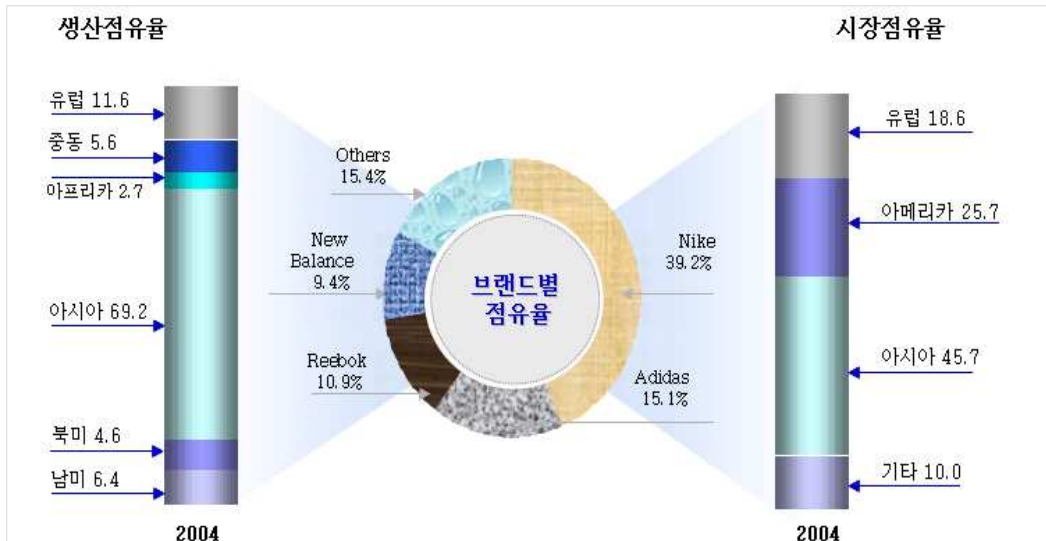 생산점유율
유럽 11.6
중동 5.6
아프리카 2.7
아시아 69.2
북미 4.6
남미 6.4
2004
Others
15.4%
New
Balance
9.4%
Reebok
10.9%
브랜드별
점유율
Nike
39.2%
Adidas
15.1%
시장점유율
유럽 18.6
아메리카 25.7
아시아 45.7
기타 10.0
2004